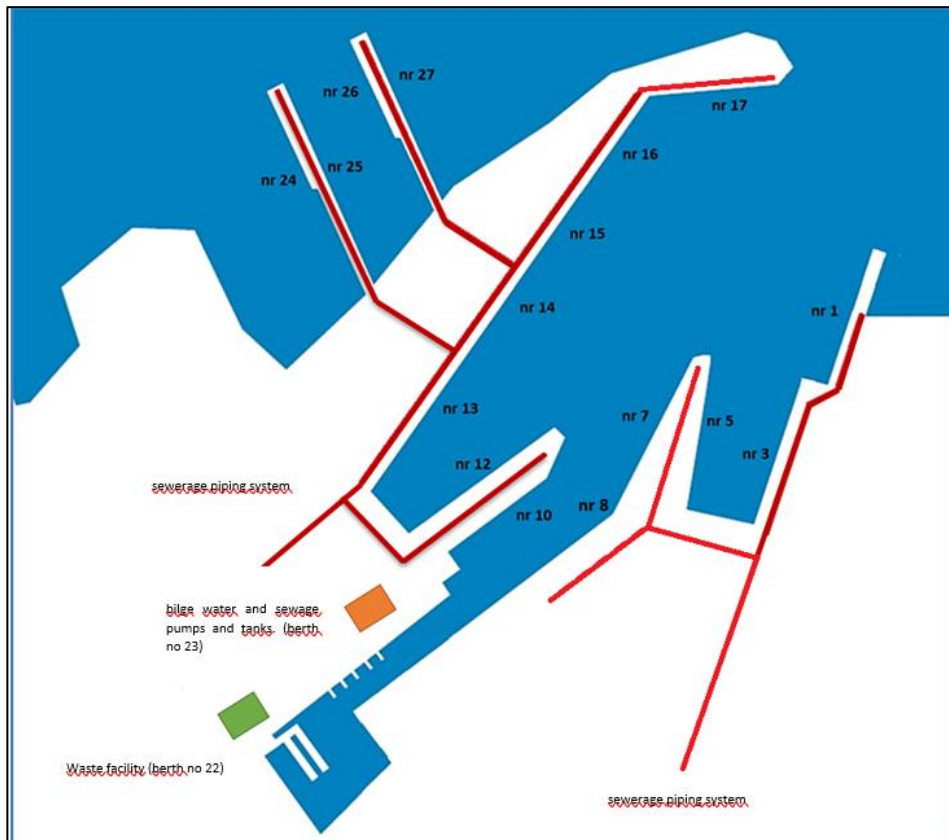 nr 27
nr 26
nr 17
nr 16
nr 25
nr 24
nr 15
nr 14
nr 1
nr 13
nr 7
nr 5
nr 3
nr 12
sewerage piping system
nr 10
nr 8
bilge water and sewage
pumps and tanks. (berth
no 23)
Waste facility (berth no 22)
sewerage piping system